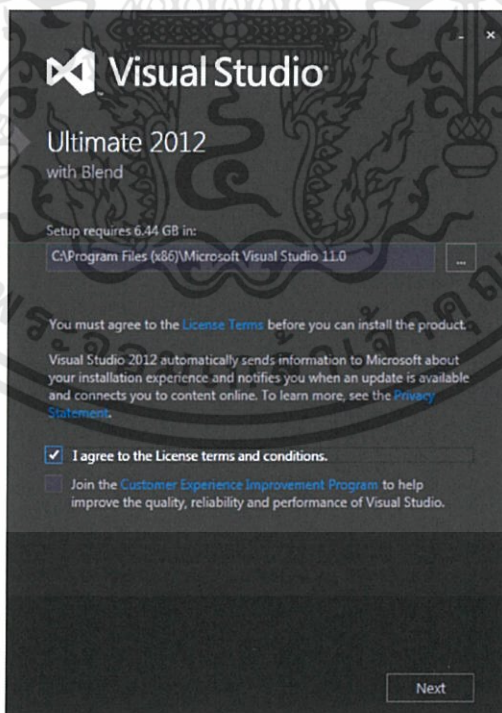 Visual Studio
Ultimate 2012
with Blend
Setup requires 6.44 GB in:
C:\Program Files (x86)\Microsoft Visual Studio 11.0
...
You must agree to the License Terms before you can install the product.
Visual Studio 2012 automatically sends information to Microsoft about
your installation experience and notifies you when an update is available
and connects you to content online. To learn more, see the Privacy
Statement.
I agree to the License terms and conditions.
Join the Customer Experience Improvement Program to help
improve the quality, reliability and performance of Visual Studio.
Next